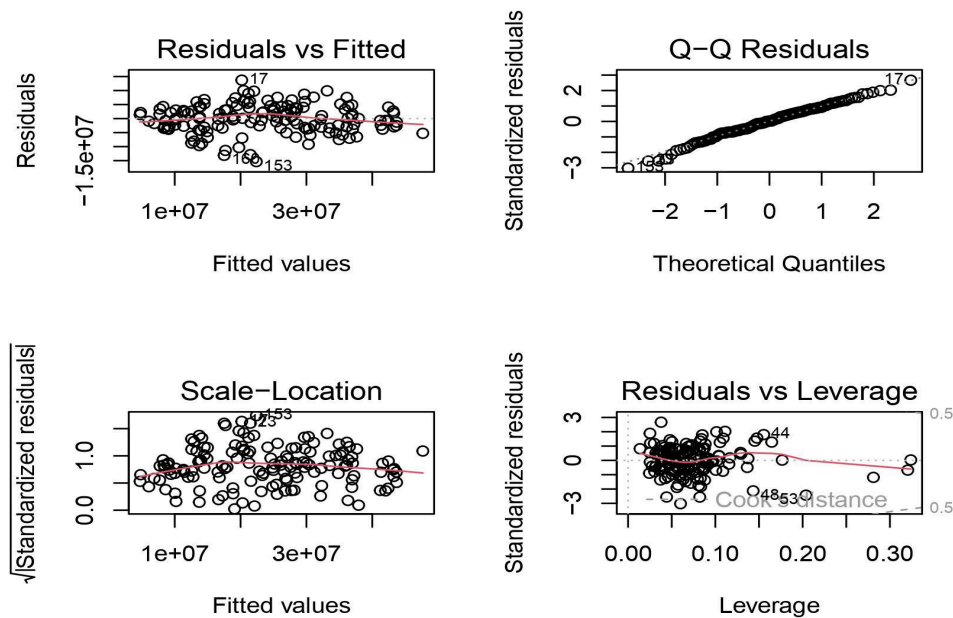 Residuals vs Fitted
Residuals
−1.5e+07
17
153
1e+07
3e+07
Fitted values
Q−Q Residuals
Standardized residuals
−3
0
2
17
153
−2
−1
0
1
2
Theoretical Quantiles
Scale−Location
√|Standardized residuals|
0.0
1.0
153
1e+07
3e+07
Fitted values
Residuals vs Leverage
Standardized residuals
−3
0
3
44
48
Cook's distance
0.5
0.5
0.00
0.10
0.20
0.30
Leverage